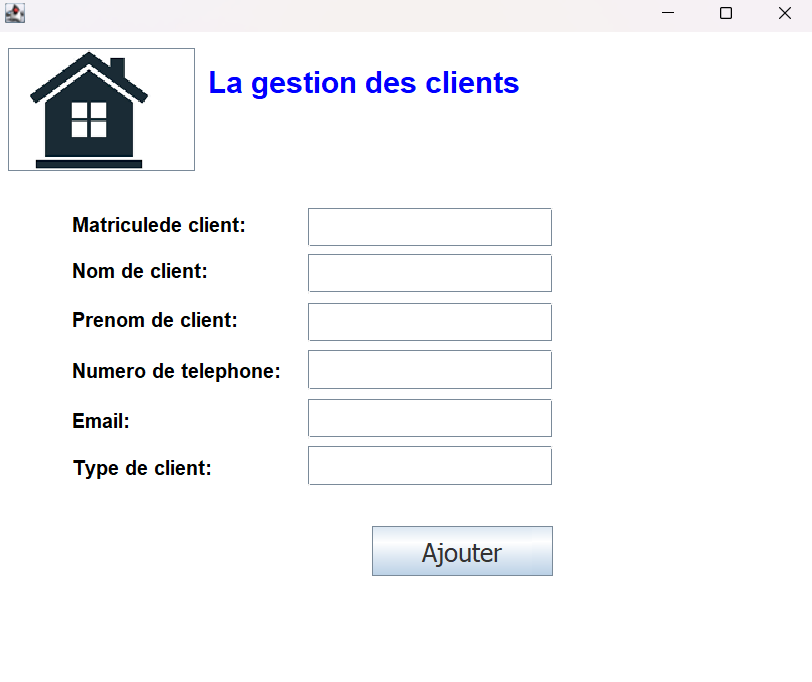 La gestion des clients
Matriculede client:
Nom de client:
Prenom de client:
Numero de telephone:
Email:
Type de client:
Ajouter